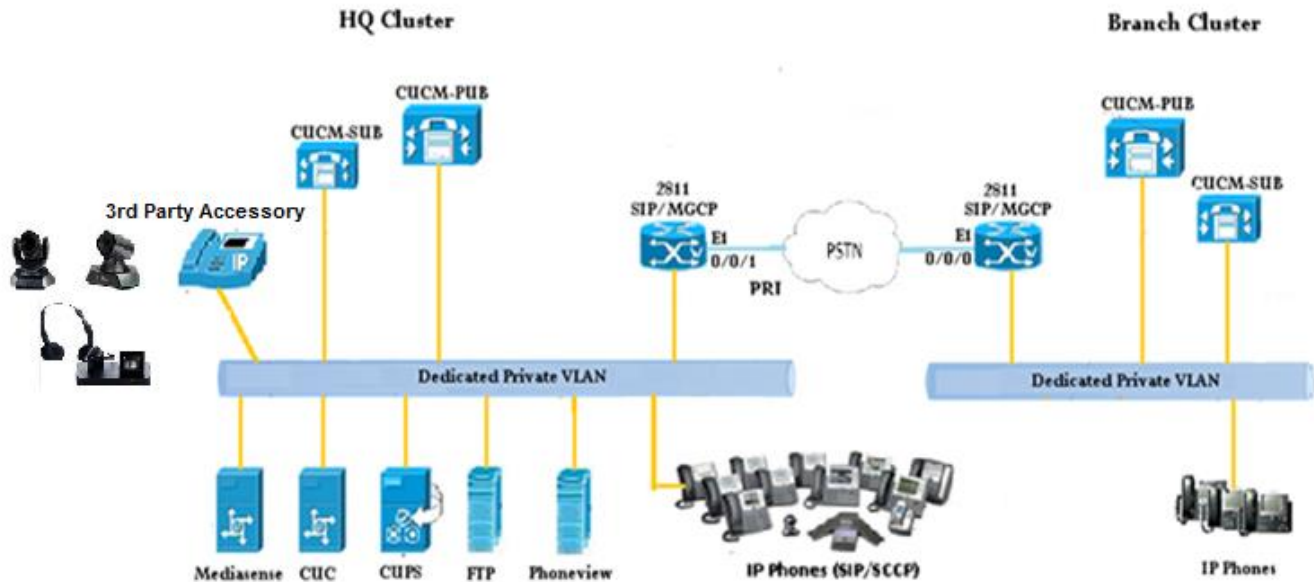 HQ Cluster
Branch Cluster
CUCM-PUB
CUCM-SUB
CUCM-PUB
CUCM-SUB
3rd Party Accessory
IP
2811
SIP/MGCP
E1
0/0/1
PRI
PSTN
2811
SIP/MGCP
E1
0/0/0
Dedicated Private VLAN
Dedicated Private VLAN
Mediasense
CUC
CUPS
FTP
Phoneview
IP Phones (SIP/SCCP)
IP Phones